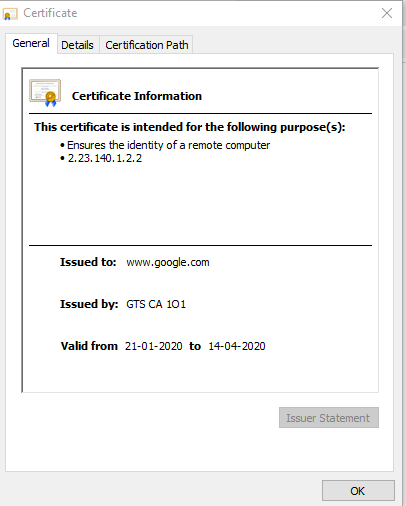 Certificate
General Details Certification Path
Certificate Information
This certificate is intended for the following purpose(s):
• Ensures the identity of a remote computer
• 2.23.140.1.2.2
Issued to: www.google.com
Issued by: GTS CA 1O1
Valid from 21-01-2020 to 14-04-2020
Issuer Statement
OK